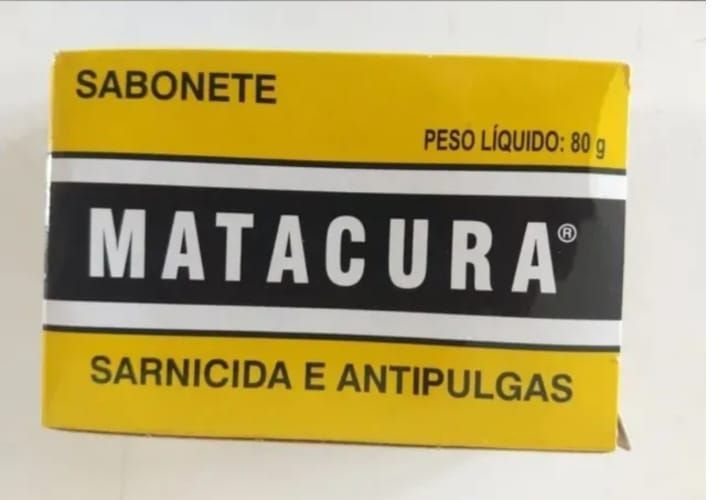 SABONETE
PESO LÍQUIDO: 80 g
MATACURA®
SARNICIDA E ANTIPULGAS